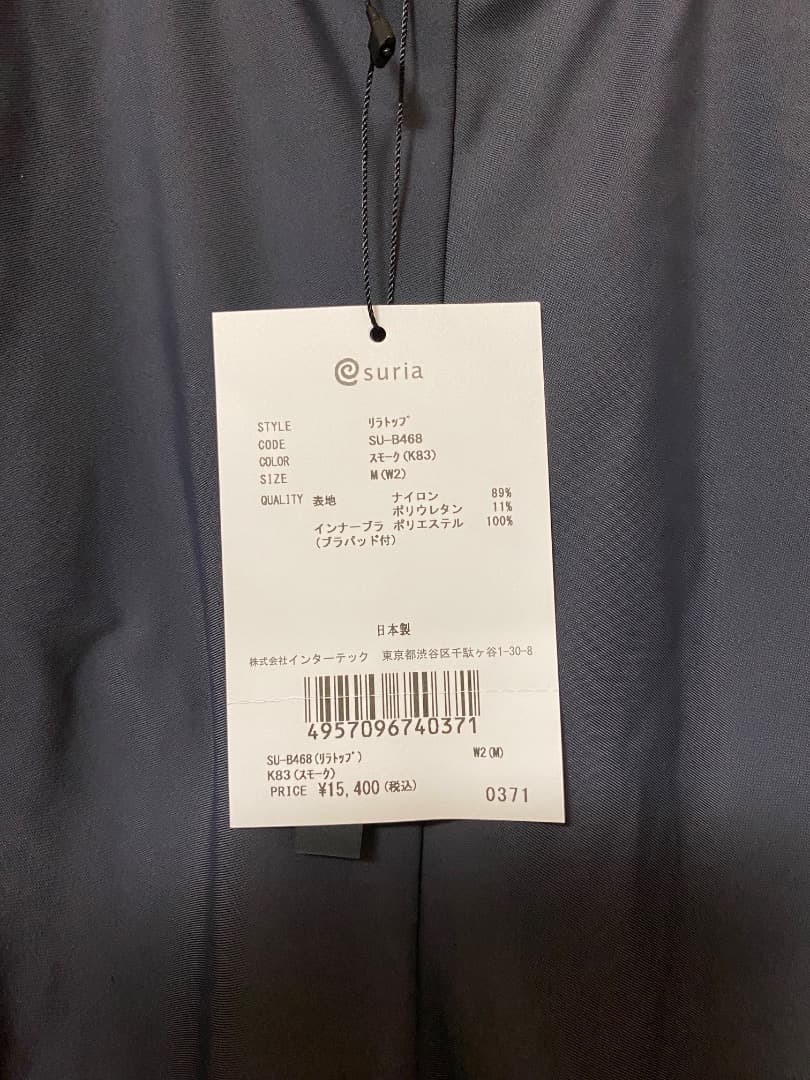 suria
STYLE ﾘﾗﾄｯﾌﾟ
CODE SU-B468
COLOR ｽﾓｰｸ(K83)
SIZE M(W2)
QUALITY 表地 ナイロン 89%
ポリウレタン 11%
インナーブラ ポリエステル 100%
(ブラパッド付)
日本製
株式会社インターテック 東京都渋谷区千駄ヶ谷1-30-8
4957096740371
SU-B468(ﾘﾗﾄｯﾌﾟ) W2(M)
K83(ｽﾓｰｸ)
PRICE ¥15,400(税込) 0371